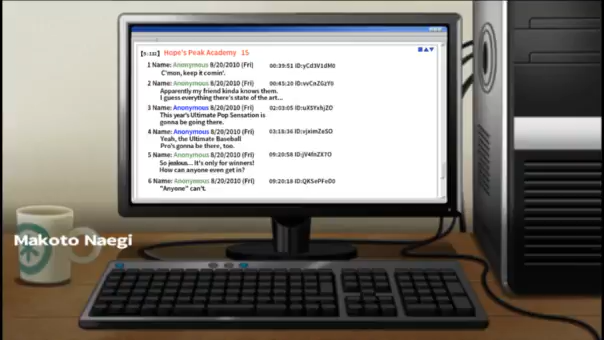 [9:112] Hope's Peak Academy 15
1 Name: Anonymous 8/20/2010 (Fri) 00:39:51 ID:yCd3V1dM0
C'mon, keep it comin'.
2 Name: Anonymous 8/20/2010 (Fri) 00:45:20 ID:vvCnZGzYI
Apparently my friend kinda knows them.
I guess everything there's state of the art...
3 Name: Anonymous 8/20/2010 (Fri) 02:03:05 ID:uXSYxhjZO
This year's Ultimate Pop Sensation is
gonna be going there.
4 Name: Anonymous 8/20/2010 (Fri) 03:18:36 ID:vjximZeSO
Yeah, the Ultimate Baseball
Pro's gonna be there, too.
5 Name: Anonymous 8/20/2010 (Fri) 09:20:58 ID:jV4fnZX7O
So jealous... It's only for winners!
How can anyone even get in?
6 Name: Anonymous 8/20/2010 (Fri) 09:20:18 ID:QKSePFeD0
"Anyone" can't.
Makoto Naegi